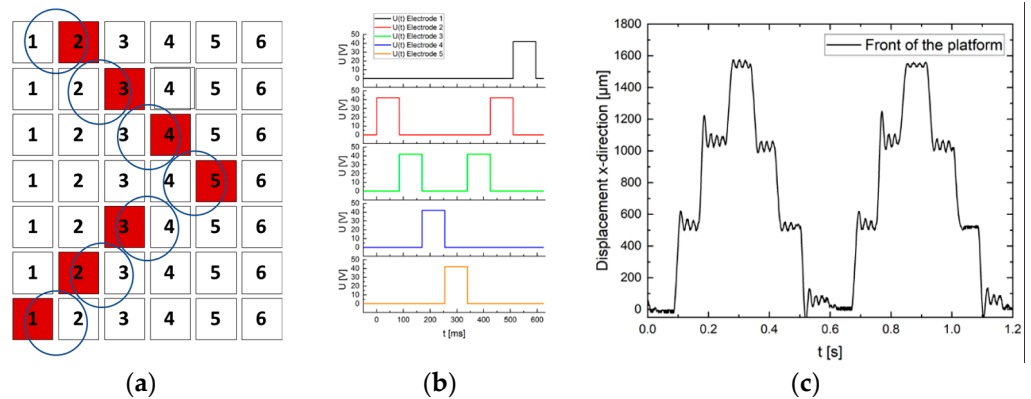 1 2 3 4 5 6
1 2 3 4 5 6
1 2 3 4 5 6
1 2 3 4 5 6
1 2 3 4 5 6
1 2 3 4 5 6
1 2 3 4 5 6
(a)
U(t) Electrode 1
U(t) Electrode 2
U(t) Electrode 3
U(t) Electrode 4
U(t) Electrode 5
U [V]
50
40
30
20
10
0
U [V]
50
40
30
20
10
0
U [V]
50
40
30
20
10
0
U [V]
50
40
30
20
10
0
U [V]
50
40
30
20
10
0
0 100 200 300 400 500 600
t [ms]
(b)
Displacement x-direction [µm]
1800
1600
1400
1200
1000
800
600
400
200
0
Front of the platform
0.0 0.2 0.4 0.6 0.8 1.0 1.2
t [s]
(c)